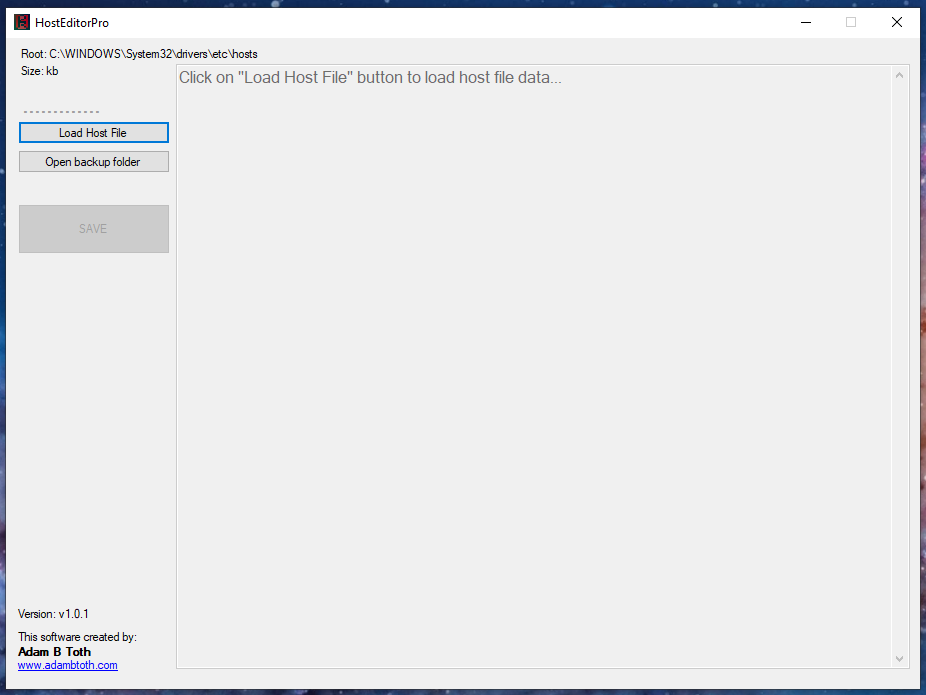 HostEditorPro
Root: C:\WINDOWS\System32\drivers\etc\hosts
Size: kb
Click on "Load Host File" button to load host file data...
-------------
Load Host File
Open backup folder
SAVE
Version: v1.0.1
This software created by:
Adam B Toth
www.adambtoth.com